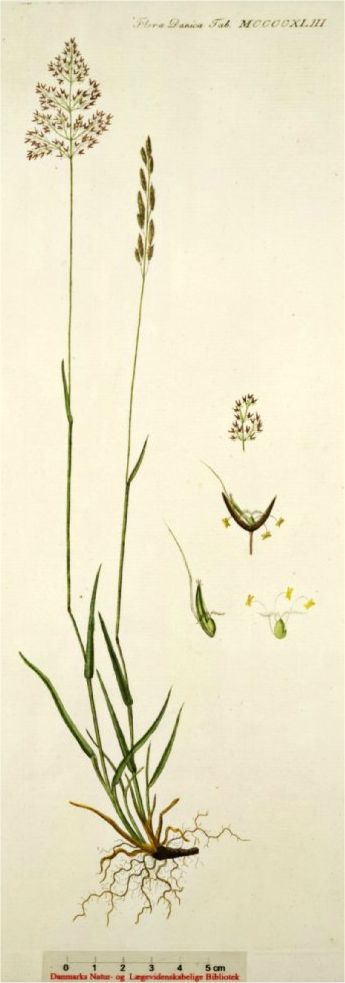 Flora Danica Tab. MCCCCXLIII
0 1 2 3 4 5 cm
Danmarks Natur- og Lægevidenskabelige Bibliotek